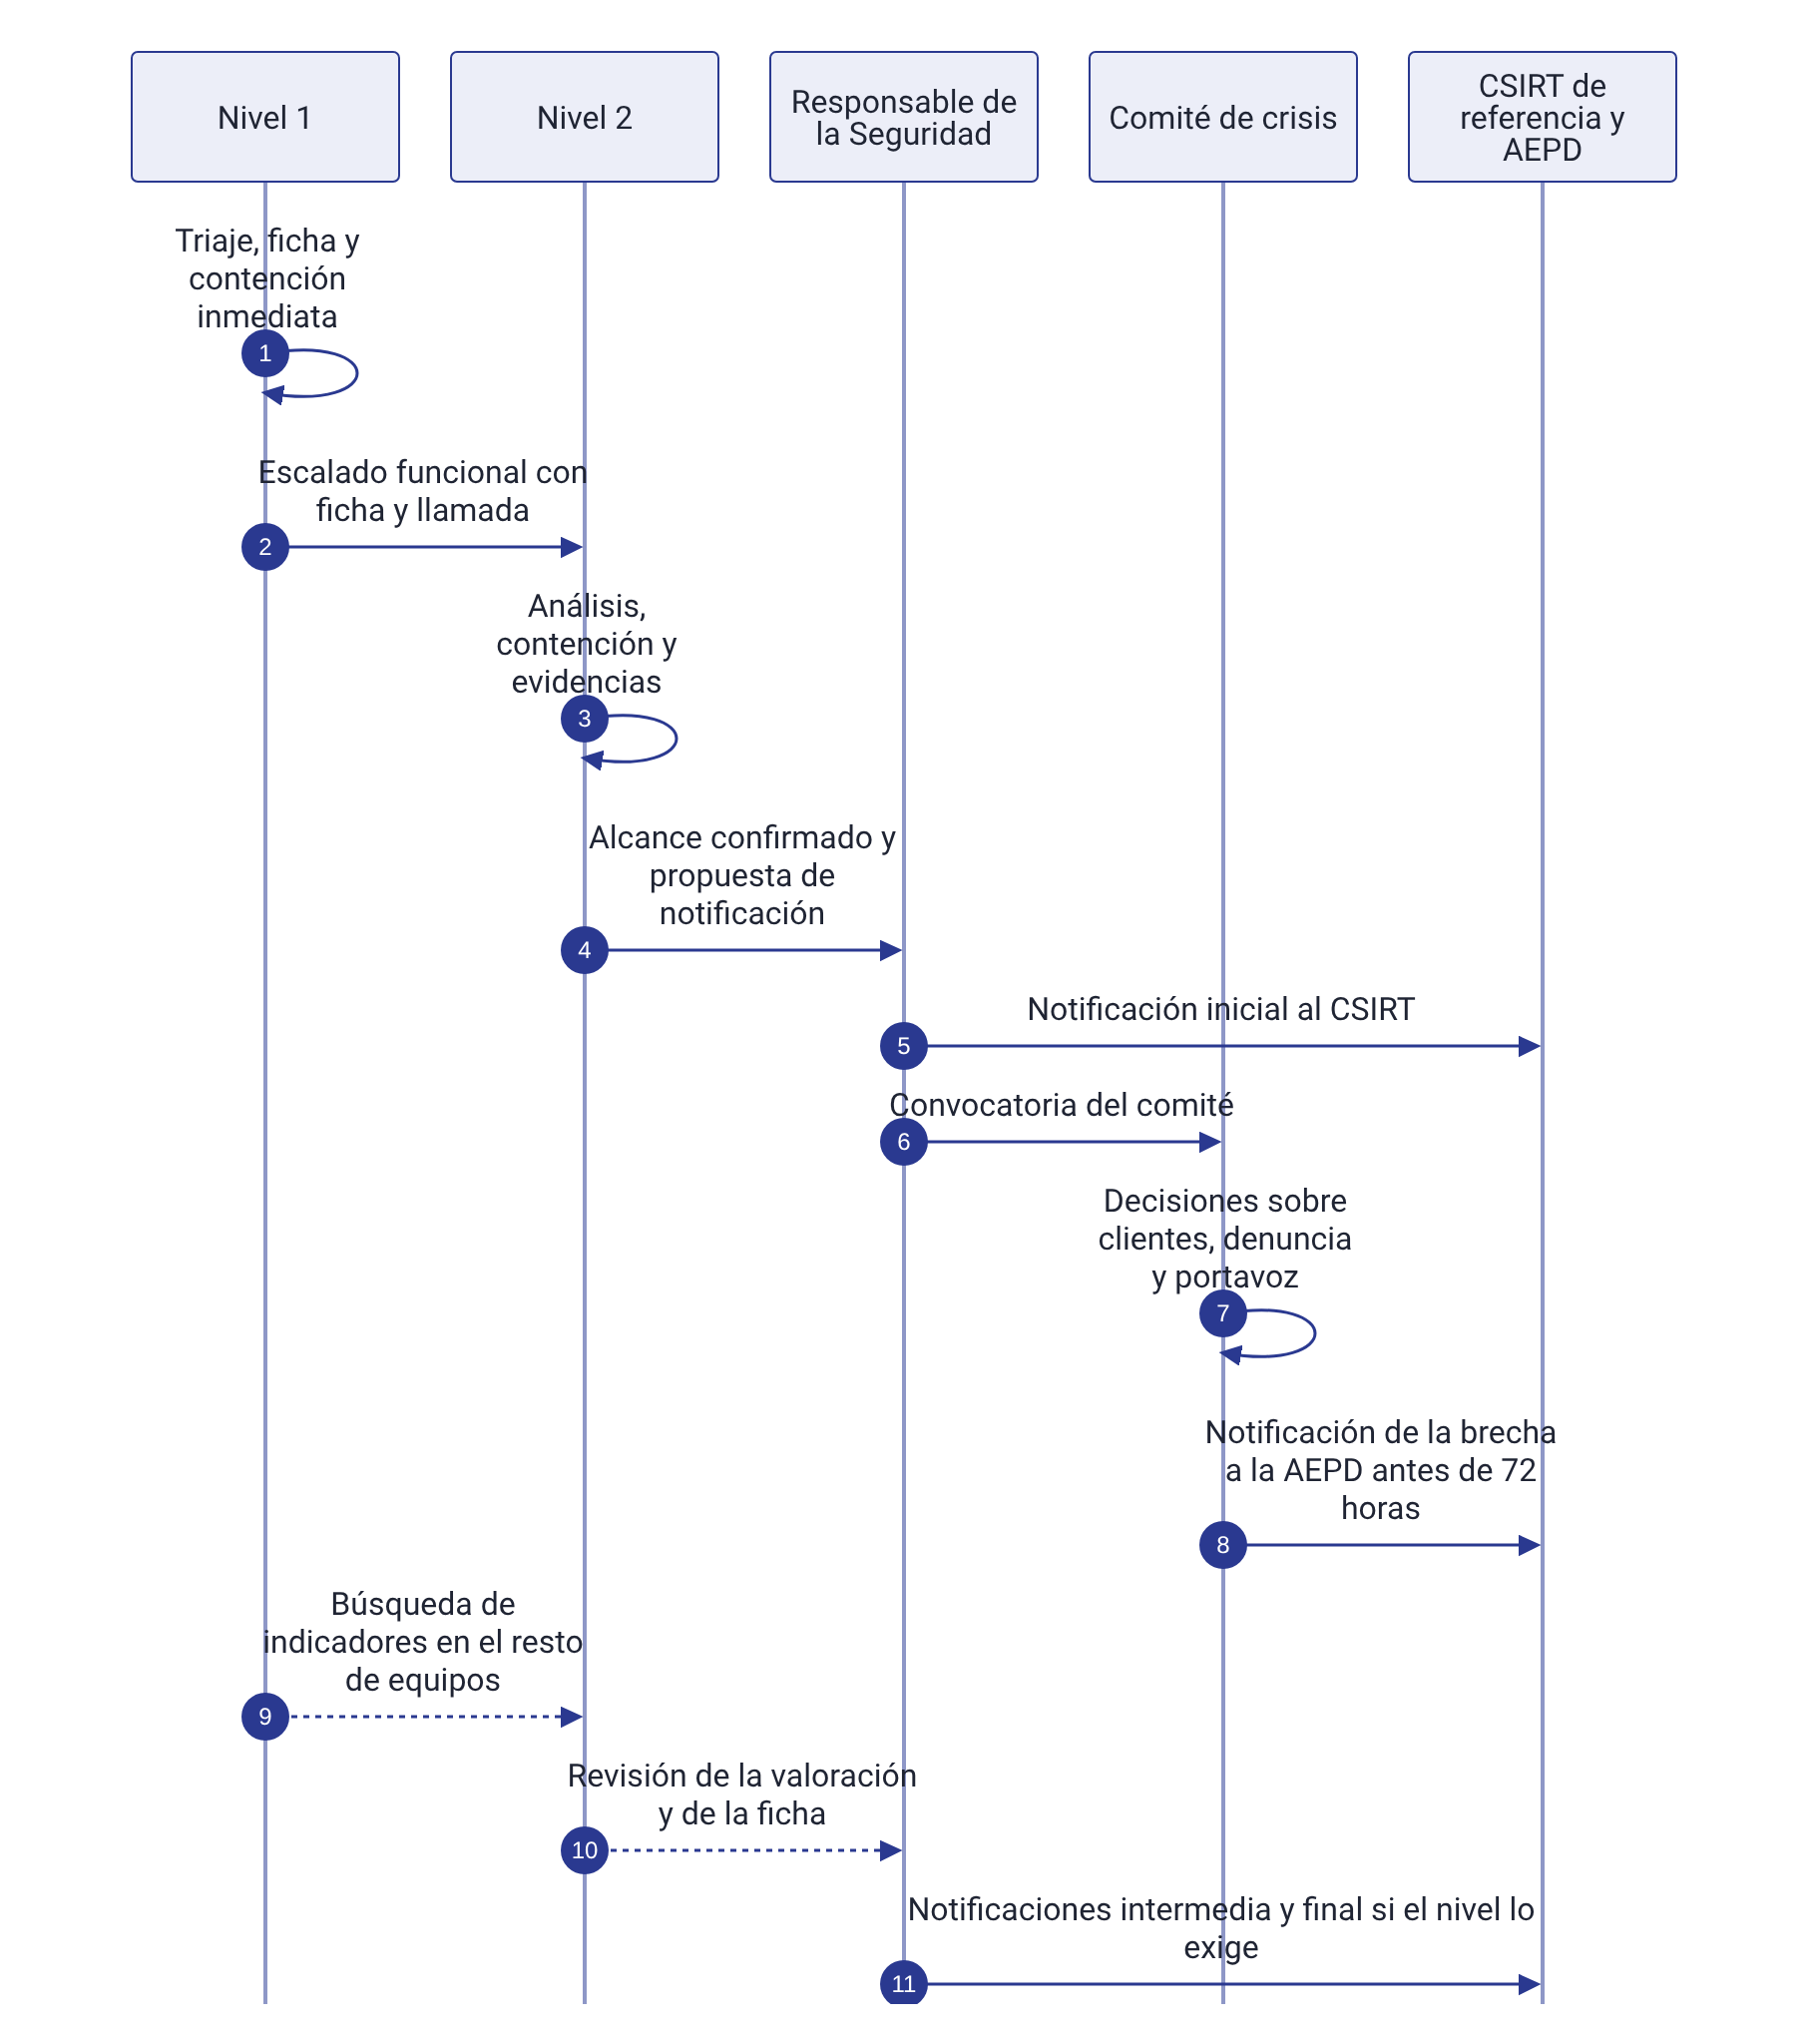 Nivel 1
Nivel 2
Responsable de
la Seguridad
Comité de crisis
CSIRT de
referencia y
AEPD
Triaje, ficha y
contención
inmediata
1
Escalado funcional con
ficha y llamada
2
Análisis,
contención y
evidencias
3
Alcance confirmado y
propuesta de
notificación
4
Notificación inicial al CSIRT
5
Convocatoria del comité
6
Decisiones sobre
clientes, denuncia
y portavoz
7
Notificación de la brecha
a la AEPD antes de 72
horas
8
Búsqueda de
indicadores en el resto
de equipos
9
Revisión de la valoración
y de la ficha
10
Notificaciones intermedia y final si el nivel lo
exige
11